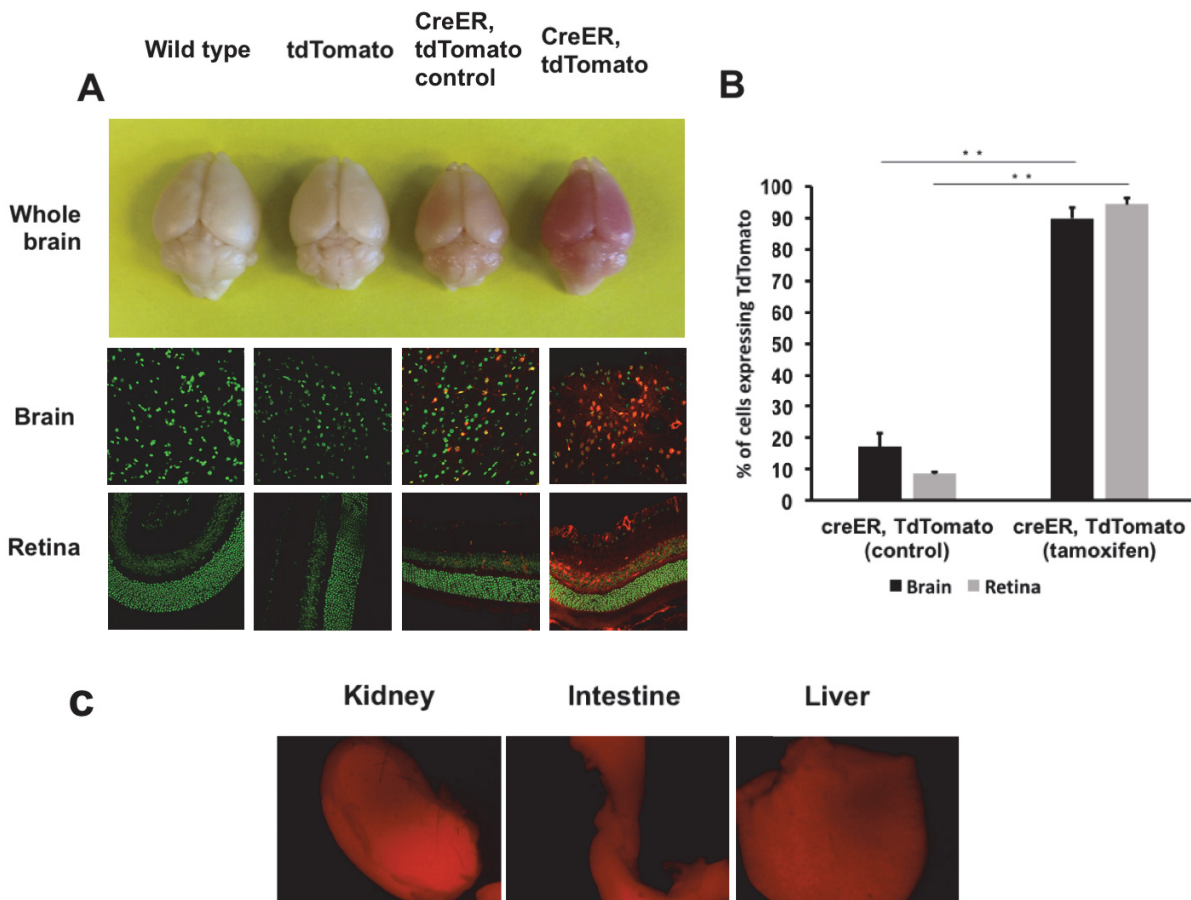 Wild type
tdTomato
CreER,
tdTomato
control
CreER,
tdTomato
A
Whole
brain
Brain
Retina
B
% of cells expressing TdTomato
* *
* *
100
90
80
70
60
50
40
30
20
10
0
creER, TdTomato
(control)
creER, TdTomato
(tamoxifen)
Brain
Retina
C
Kidney
Intestine
Liver